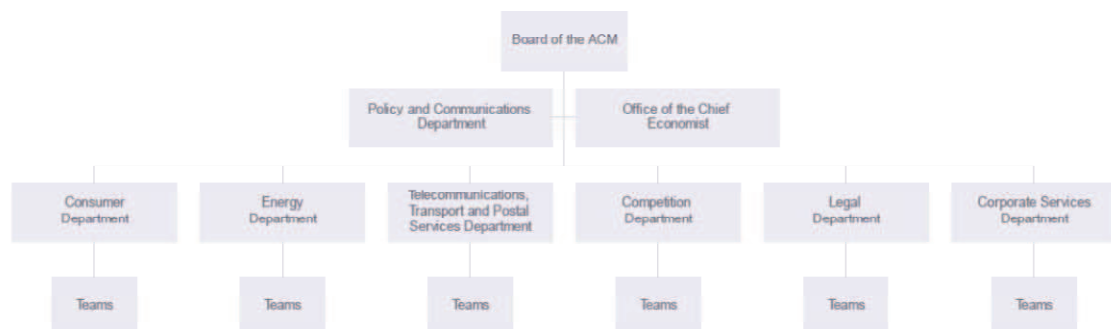 Board of the ACM
Policy and Communications
Department
Office of the Chief
Economist
Consumer
Department
Energy
Department
Telecommunications,
Transport and Postal
Services Department
Competition
Department
Legal
Department
Corporate Services
Department
Teams
Teams
Teams
Teams
Teams
Teams